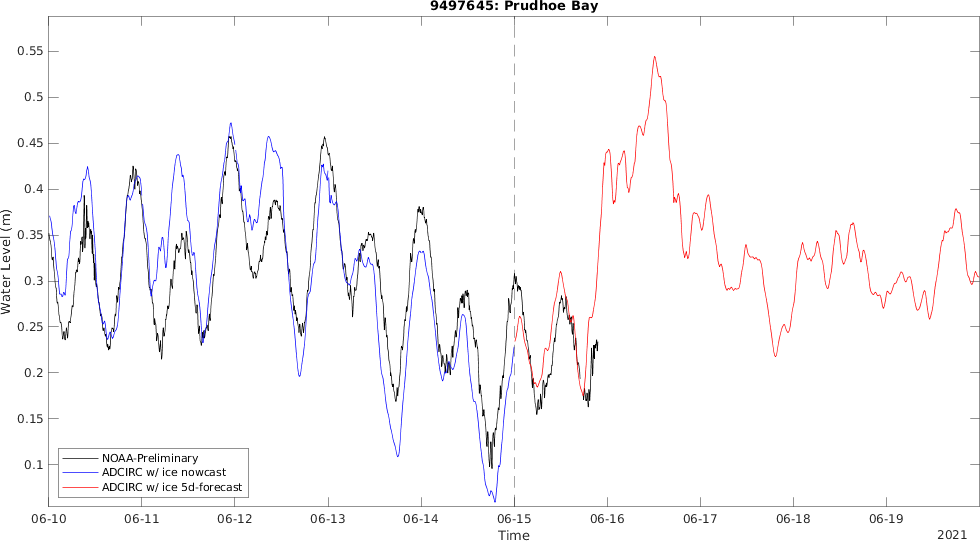 9497645: Prudhoe Bay
Water Level (m)
0.55
0.5
0.45
0.4
0.35
0.3
0.25
0.2
0.15
0.1
NOAA-Preliminary
ADCIRC w/ ice nowcast
ADCIRC w/ ice 5d-forecast
06-10 06-11 06-12 06-13 06-14 06-15 06-16 06-17 06-18 06-19
Time
2021